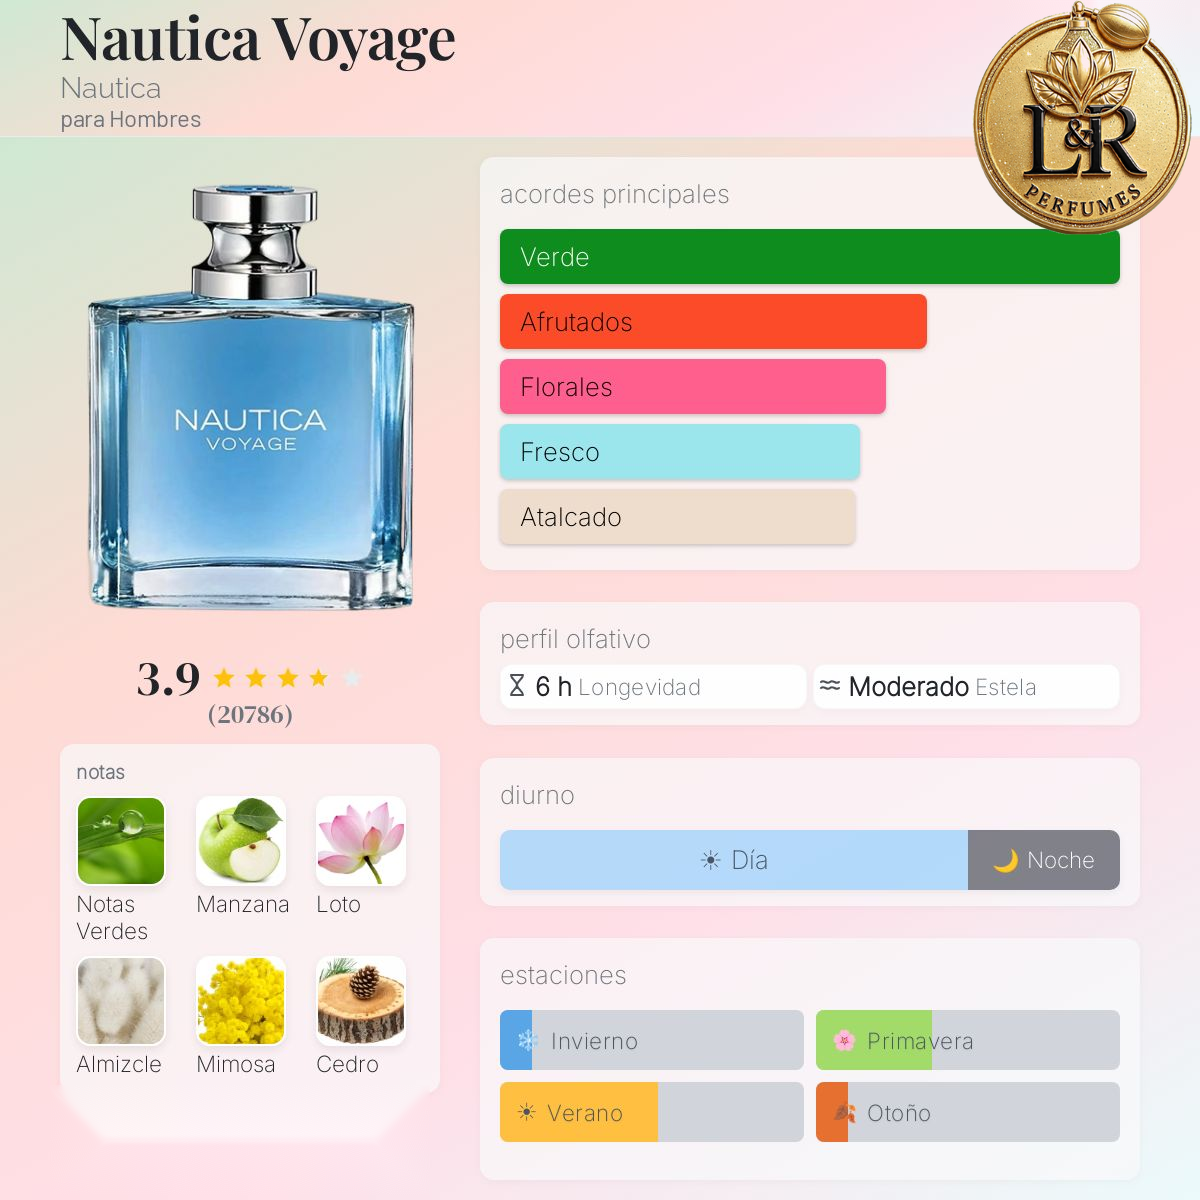 Nautica Voyage
Nautica
para Hombres
L&R
PERFUMES
NAUTICA
VOYAGE
3.9
(20786)
notas
Notas
Verdes
Manzana
Loto
Almizcle
Mimosa
Cedro
acordes principales
Verde
Afrutados
Florales
Fresco
Atalcado
perfil olfativo
6 h Longevidad
Moderado Estela
diurno
Día
Noche
estaciones
Invierno
Primavera
Verano
Otoño